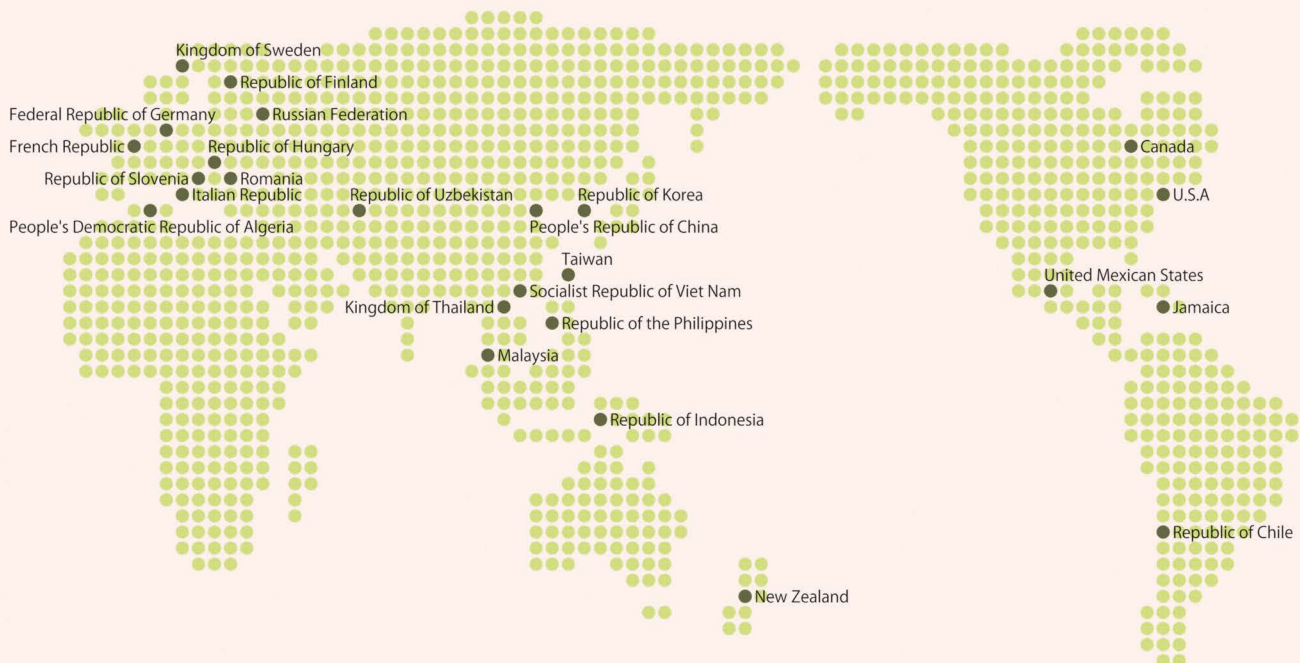 Kingdom of Sweden
Republic of Finland
Federal Republic of Germany
Russian Federation
French Republic
Republic of Hungary
Canada
Republic of Slovenia
Romania
Italian Republic
Republic of Uzbekistan
Republic of Korea
U.S.A
People's Democratic Republic of Algeria
People's Republic of China
Taiwan
United Mexican States
Socialist Republic of Viet Nam
Kingdom of Thailand
Jamaica
Republic of the Philippines
Malaysia
Republic of Indonesia
Republic of Chile
New Zealand